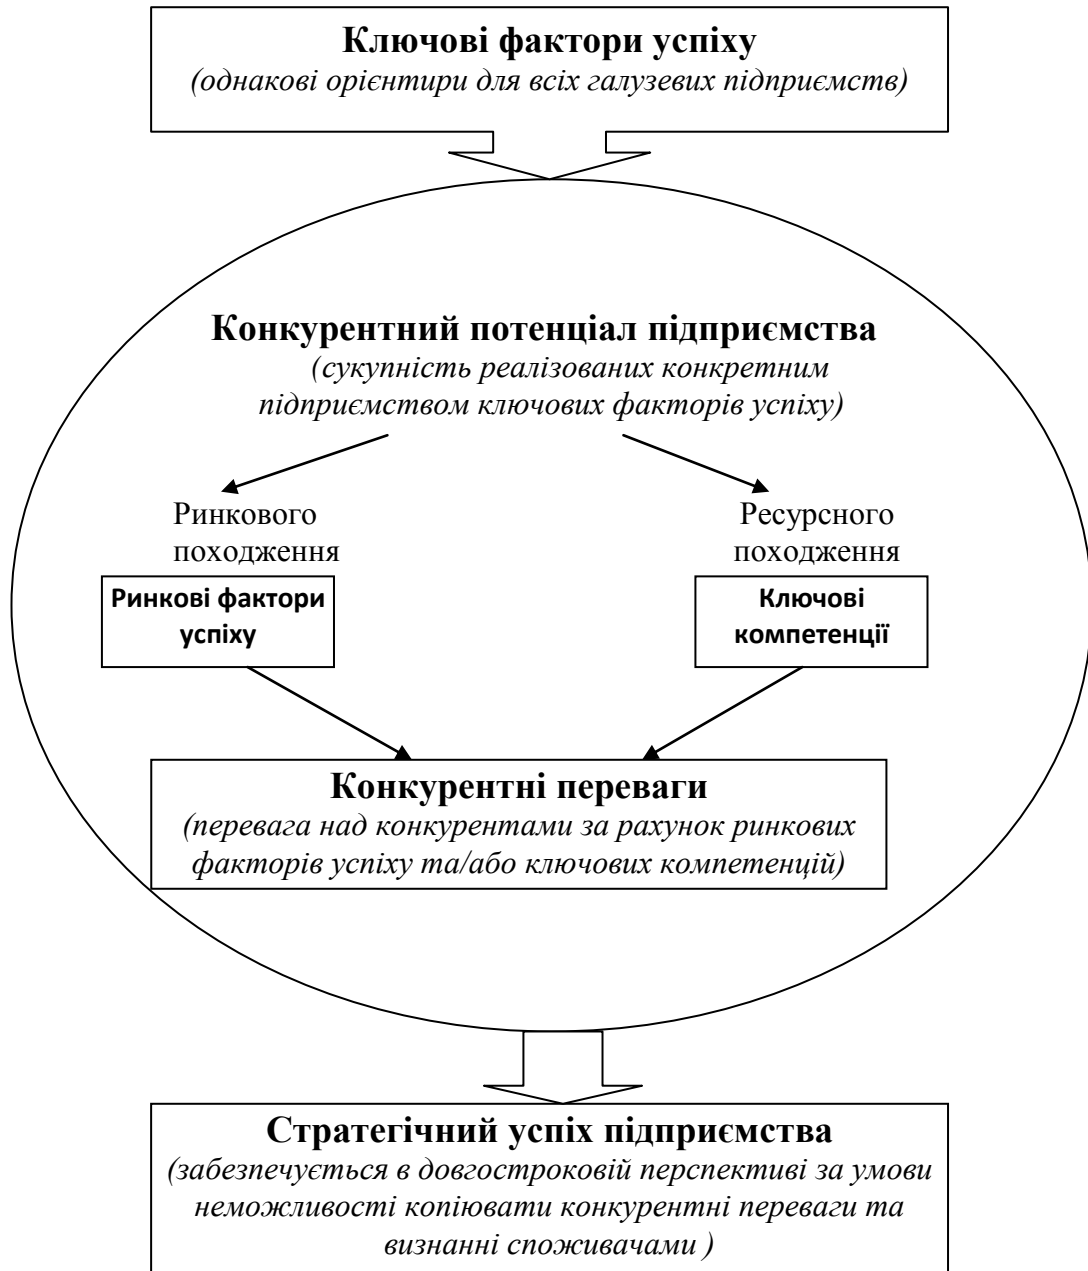 Ключові фактори успіху
(однакові орієнтири для всіх галузевих підприємств)
Конкурентний потенціал підприємства
(сукупність реалізованих конкретним
підприємством ключових факторів успіху)
Ринкового
походження
Ресурсного
походження
Ринкові фактори
успіху
Ключові
компетенції
Конкурентні переваги
(перевага над конкурентами за рахунок ринкових
факторів успіху та/або ключових компетенцій)
Стратегічний успіх підприємства
(забезпечується в довгостроковій перспективі за умови
неможливості копіювати конкурентні переваги та
визнанні споживачами )